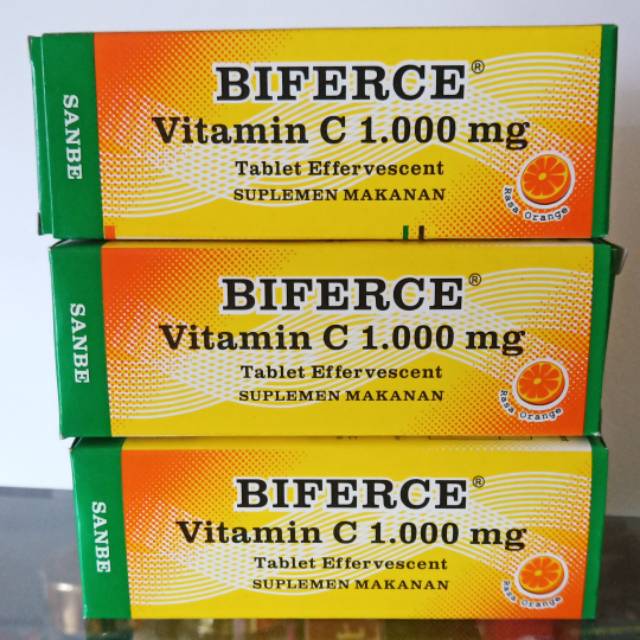 SANBE
BIFERCE®
Vitamin C 1.000 mg
Tablet Effervescent
SUPLEMEN MAKANAN
Rasa Orange
SANBE
BIFERCE®
Vitamin C 1.000 mg
Tablet Effervescent
SUPLEMEN MAKANAN
Rasa Orange
SANBE
BIFERCE®
Vitamin C 1.000 mg
Tablet Effervescent
SUPLEMEN MAKANAN
Rasa Orange